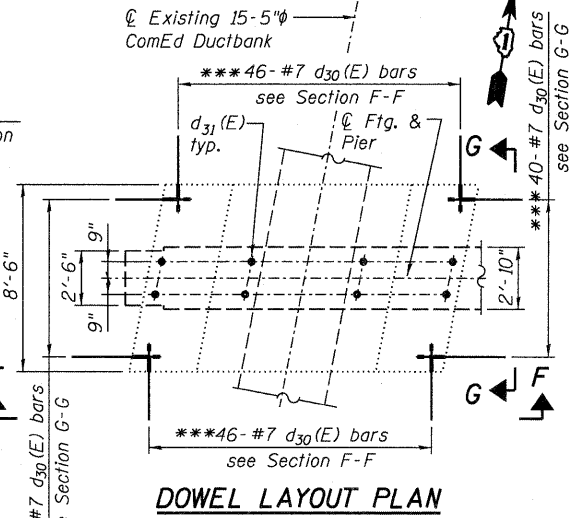 ℄ Existing 15-5"φ
ComEd Ductbank
***46-#7 d30(E) bars
see Section F-F
d31(E)
typ.
℄ Ftg. &
Pier
1
G
***40-#7 d30(E) bars
see Section G-G
8'-6"
2'-6"
9"
9"
2'-10"
G
F
***46-#7 d30(E) bars
see Section F-F
#7 d30(E) bars
Section G-G
DOWEL LAYOUT PLAN